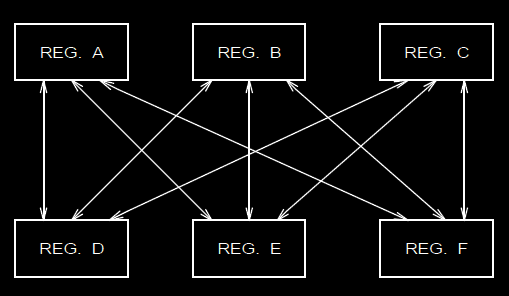 REG. A
REG. B
REG. C
REG. D
REG. E
REG. F